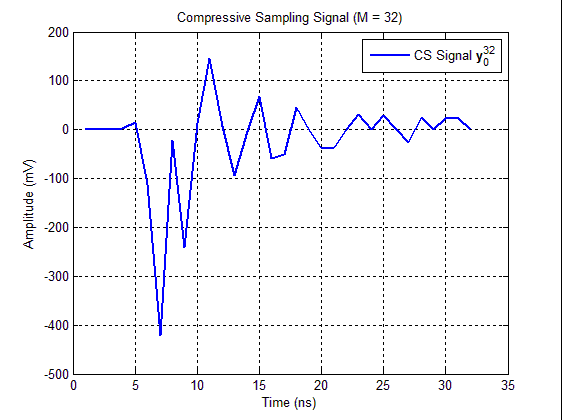 Compressive Sampling Signal (M = 32)
CS Signal y₀³²
200
100
0
-100
-200
-300
-400
-500
Amplitude (mV)
0 5 10 15 20 25 30 35
Time (ns)